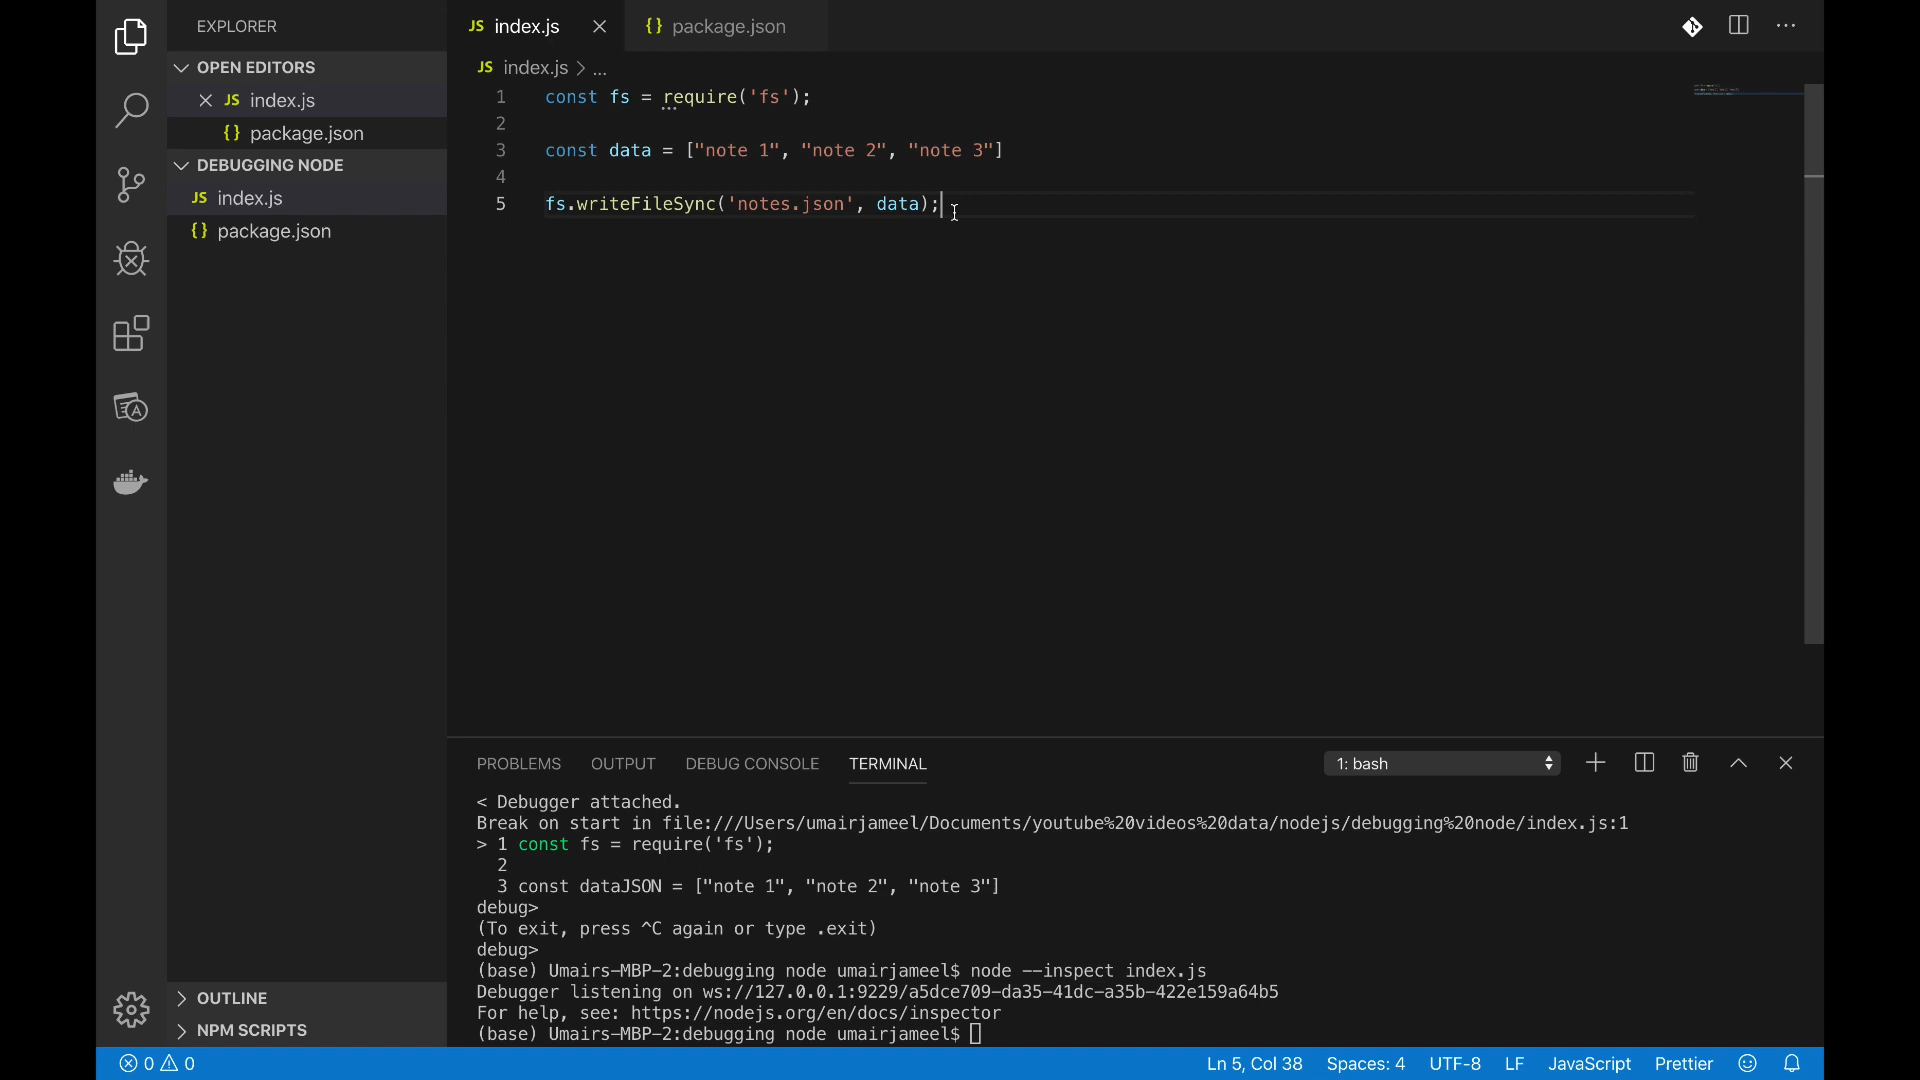 EXPLORER
OPEN EDITORS
JS index.js
{} package.json
DEBUGGING NODE
JS index.js
{} package.json
OUTLINE
NPM SCRIPTS
JS index.js
{} package.json
JS index.js > ...
1 const fs = require('fs');
2
3 const data = ["note 1", "note 2", "note 3"]
4
5 fs.writeFileSync('notes.json', data);
PROBLEMS OUTPUT DEBUG CONSOLE TERMINAL 1: bash
< Debugger attached.
Break on start in file:///Users/umairjameel/Documents/youtube%20videos%20data/nodejs/debugging%20node/index.js:1
> 1 const fs = require('fs');
2
3 const dataJSON = ["note 1", "note 2", "note 3"]
debug>
(To exit, press ^C again or type .exit)
debug>
(base) Umairs-MBP-2:debugging node umairjameel$ node --inspect index.js
Debugger listening on ws://127.0.0.1:9229/a5dce709-da35-41dc-a35b-422e159a64b5
For help, see: https://nodejs.org/en/docs/inspector
(base) Umairs-MBP-2:debugging node umairjameel$
0 0 Ln 5, Col 38 Spaces: 4 UTF-8 LF JavaScript Prettier